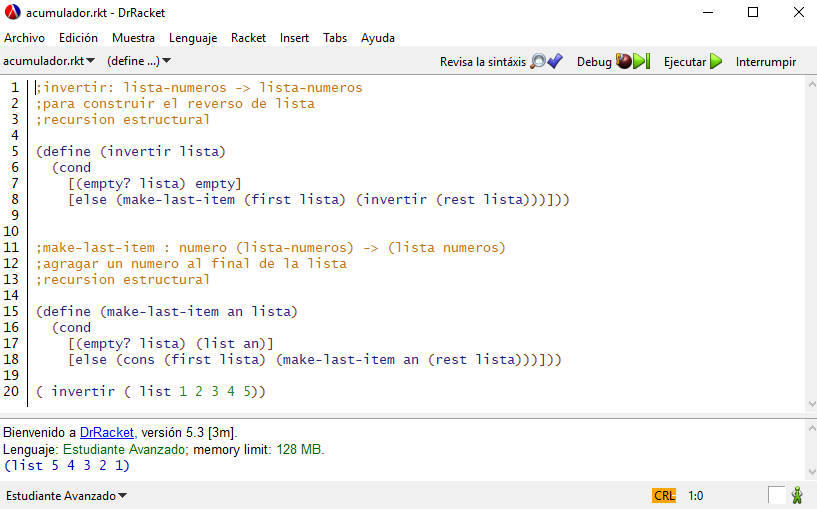 acumulador.rkt - DrRacket
Archivo Edición Muestra Lenguaje Racket Insert Tabs Ayuda
acumulador.rkt (define ...) Revisa la sintáxis Debug Ejecutar Interrumpir
1 ;invertir: lista-numeros -> lista-numeros
2 ;para construir el reverso de lista
3 ;recursion estructural
4
5 (define (invertir lista)
6 (cond
7 [(empty? lista) empty]
8 [else (make-last-item (first lista) (invertir (rest lista)))]))
9
10
11 ;make-last-item : numero (lista-numeros) -> (lista numeros)
12 ;agragar un numero al final de la lista
13 ;recursion estructural
14
15 (define (make-last-item an lista)
16 (cond
17 [(empty? lista) (list an)]
18 [else (cons (first lista) (make-last-item an (rest lista)))]))
19
20 ( invertir ( list 1 2 3 4 5))
Bienvenido a DrRacket, versión 5.3 [3m].
Lenguaje: Estudiante Avanzado; memory limit: 128 MB.
(list 5 4 3 2 1)
Estudiante Avanzado CRL 1:0